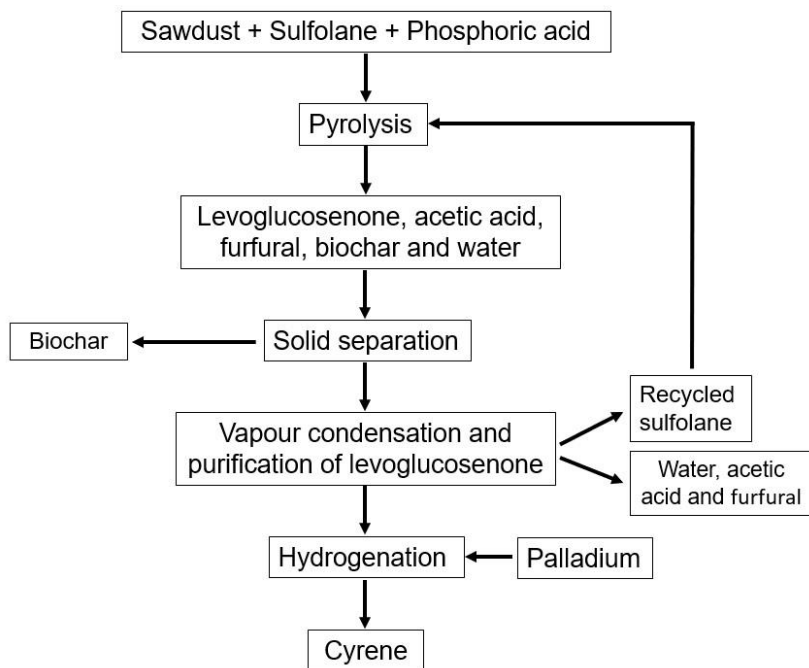 Sawdust + Sulfolane + Phosphoric acid
Pyrolysis
Levoglucosenone, acetic acid,
furfural, biochar and water
Biochar
Solid separation
Vapour condensation and
purification of levoglucosenone
Recycled
sulfolane
Water, acetic
acid and furfural
Hydrogenation
Palladium
Cyrene